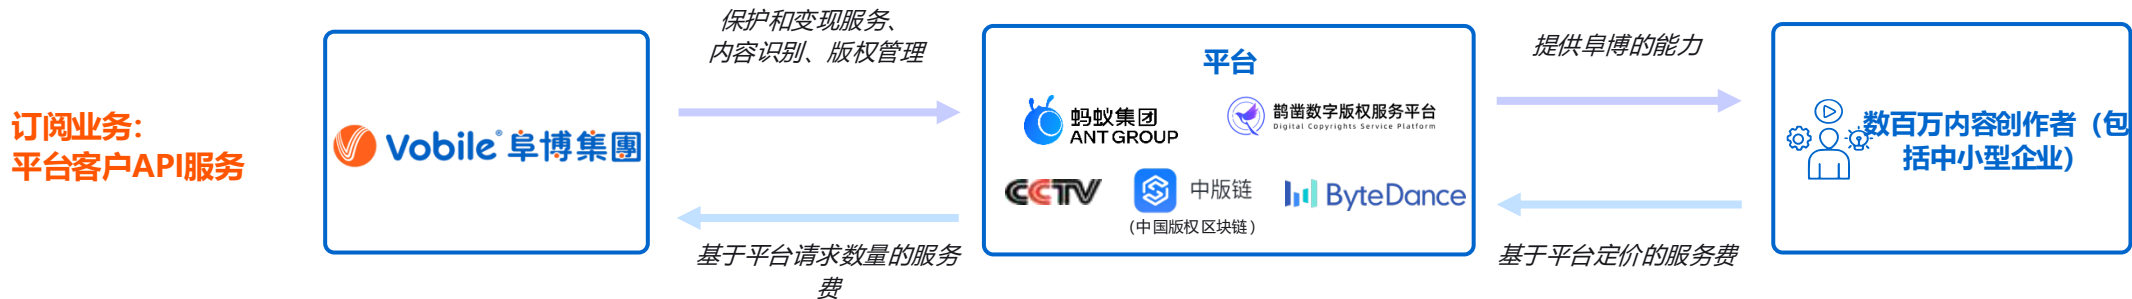 订阅业务：
平台客户API服务
Vobile® 阜博集團
保护和变现服务、
内容识别、版权管理
基于平台请求数量的服务
费
平台
蚂蚁集团
ANT GROUP
鹊凿数字版权服务平台
Digital Copyrights Service Platform
CCTV
中版链
(中国版权区块链)
ByteDance
提供阜博的能力
基于平台定价的服务费
数百万内容创作者（包
括中小型企业）